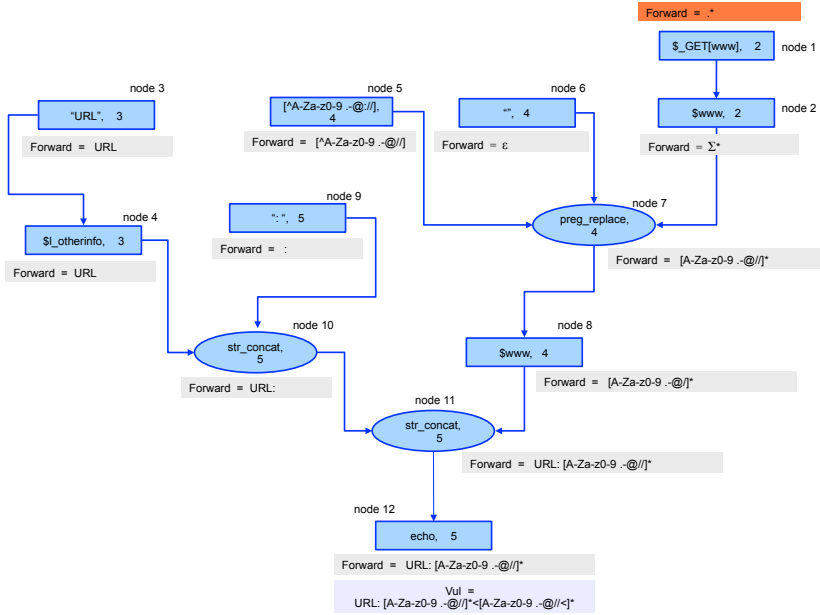 Forward = .*
$_GET[www], 2
node 1
node 3
node 5
node 6
node 2
"URL", 3
[^A-Za-z0-9 .-@://],
4
"", 4
$www, 2
Forward = URL
Forward = [^A-Za-z0-9 .-@//]
Forward = ε
Forward = Σ*
node 9
node 7
node 4
": ", 5
preg_replace,
4
$l_otherinfo, 3
Forward = :
Forward = URL
Forward = [A-Za-z0-9 .-@//]*
node 10
node 8
str_concat,
5
$www, 4
Forward = URL:
Forward = [A-Za-z0-9 .-@/]*
node 11
str_concat,
5
Forward = URL: [A-Za-z0-9 .-@//]*
node 12
echo, 5
Forward = URL: [A-Za-z0-9 .-@//]*
Vul =
URL: [A-Za-z0-9 .-@//]*<[A-Za-z0-9 .-@//<]*